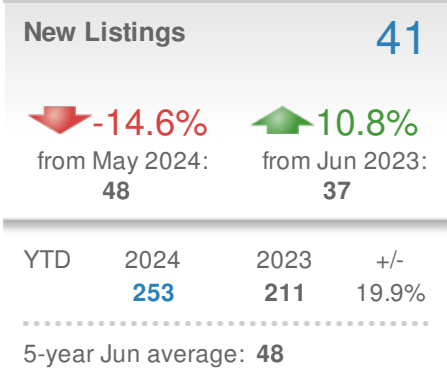 New Listings 41
-14.6% 10.8%
from May 2024: from Jun 2023:
48 37
YTD 2024 2023 +/-
253 211 19.9%
5-year Jun average: 48